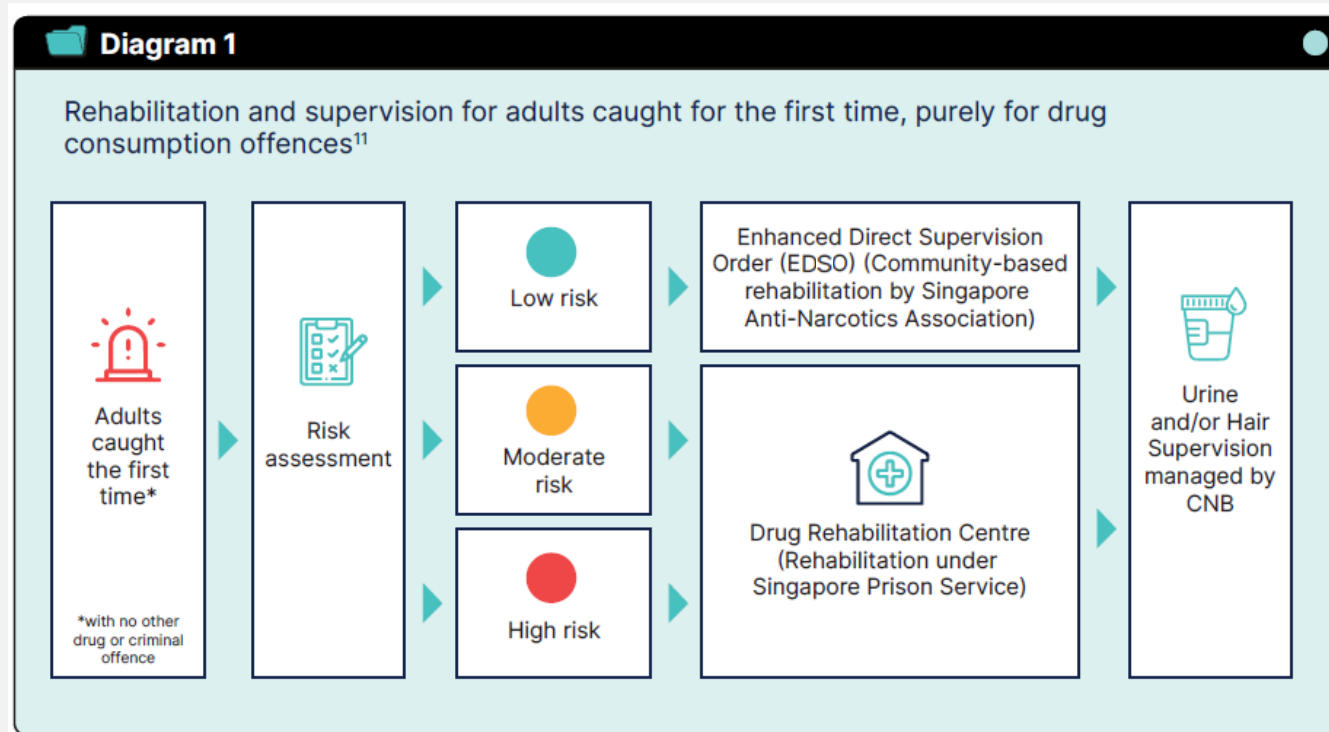 Diagram 1
Rehabilitation and supervision for adults caught for the first time, purely for drug
consumption offences¹¹
Adults
caught
the first
time*
*with no other
drug or criminal
offence
Risk
assessment
Low risk
Moderate
risk
High risk
Enhanced Direct Supervision
Order (EDSO) (Community-based
rehabilitation by Singapore
Anti-Narcotics Association)
Drug Rehabilitation Centre
(Rehabilitation under
Singapore Prison Service)
Urine
and/or Hair
Supervision
managed by
CNB